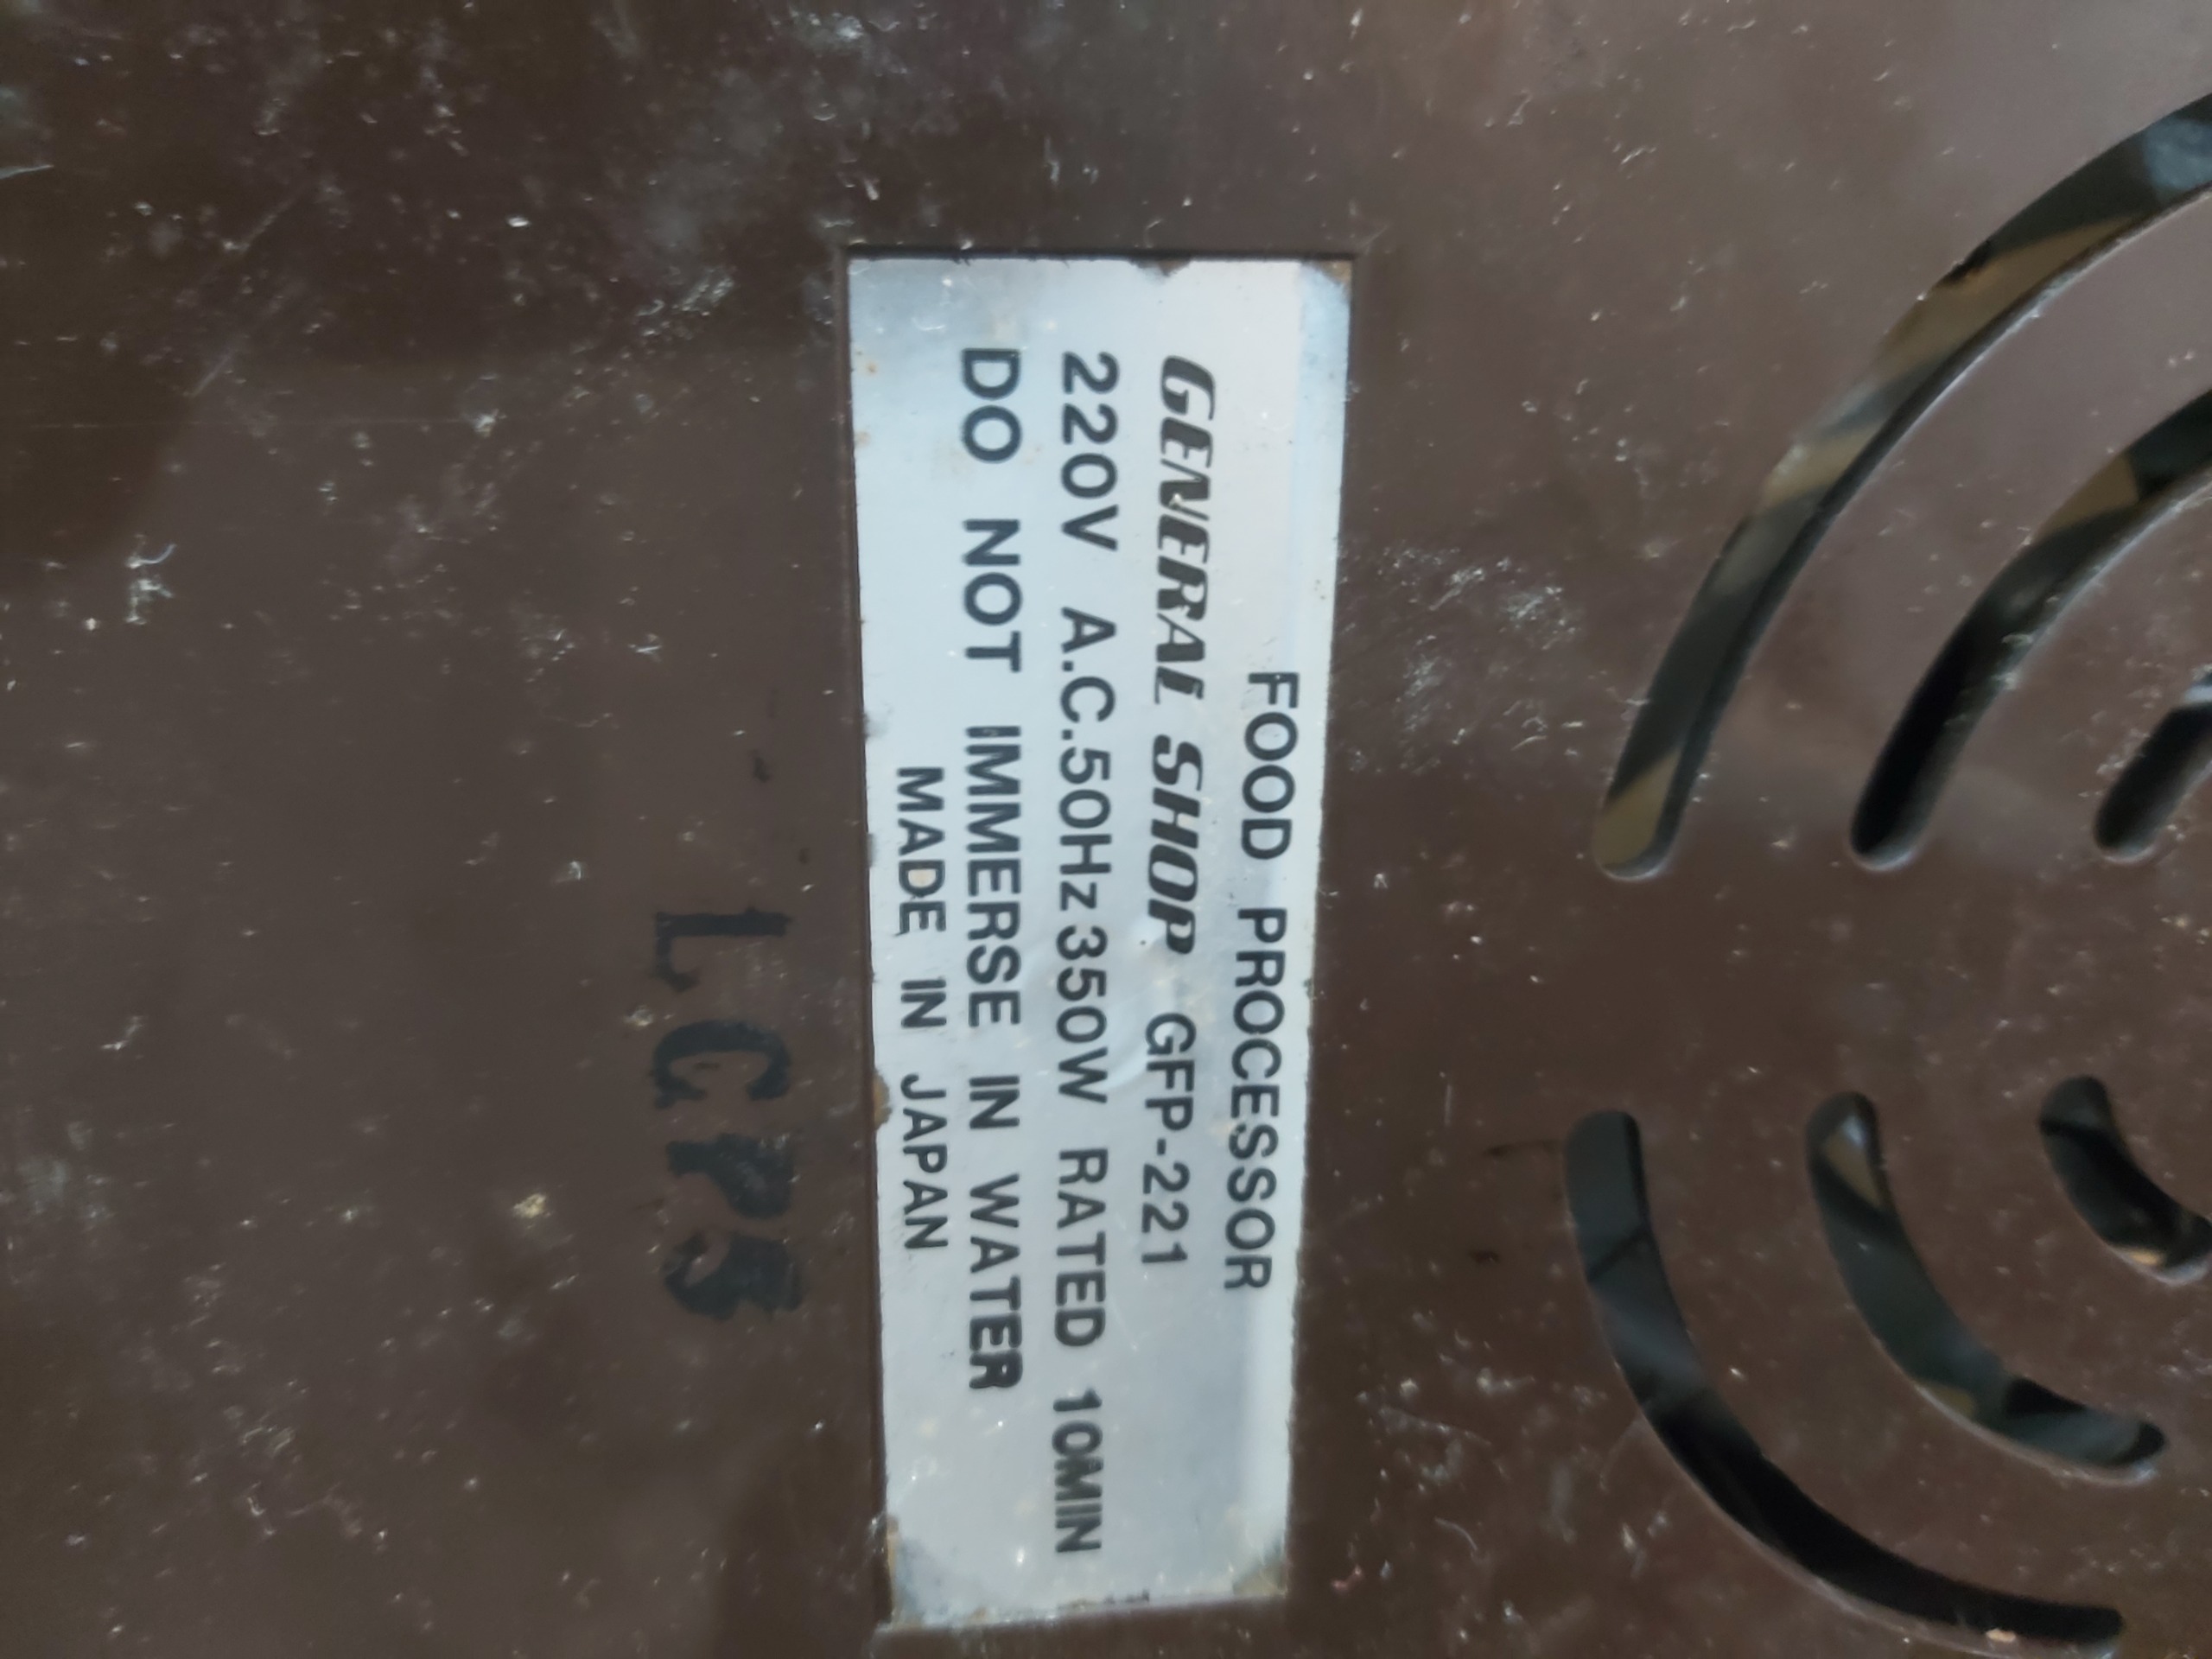 FOOD PROCESSOR
GENERAL SHOP GFP-221
220V A.C.50Hz 350W RATED 10MIN
DO NOT IMMERSE IN WATER
MADE IN JAPAN